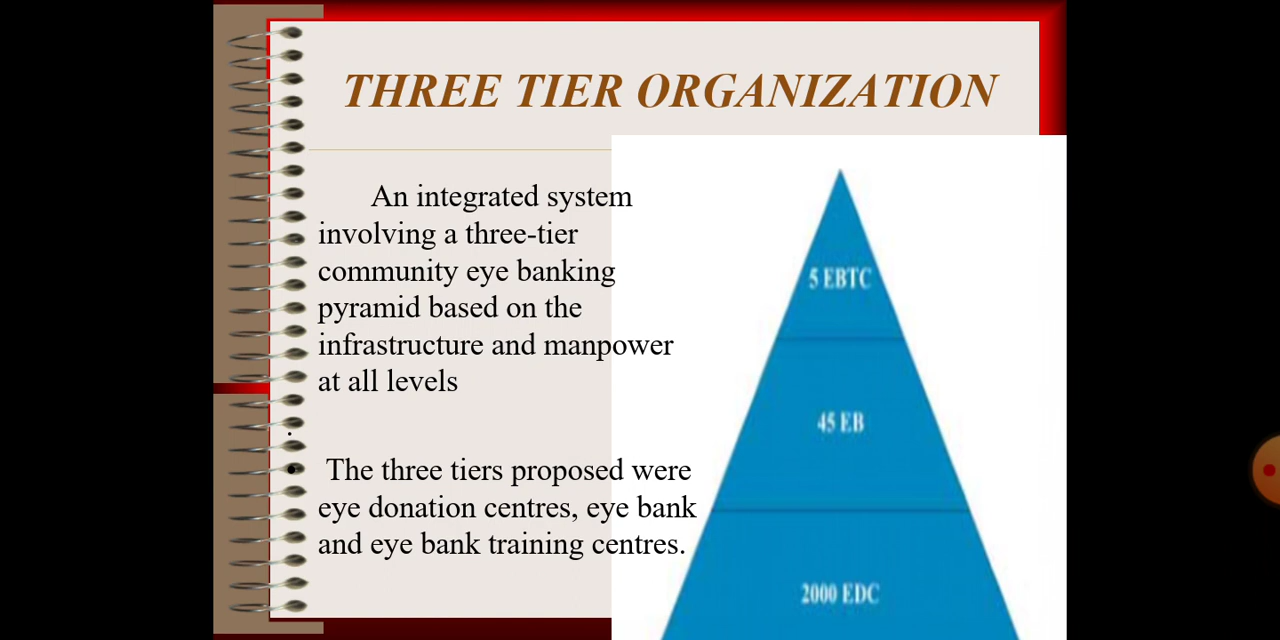 THREE TIER ORGANIZATION
An integrated system
involving a three-tier
community eye banking
pyramid based on the
infrastructure and manpower
at all levels
.
• The three tiers proposed were
eye donation centres, eye bank
and eye bank training centres.
5 EBTC
45 EB
2000 EDC